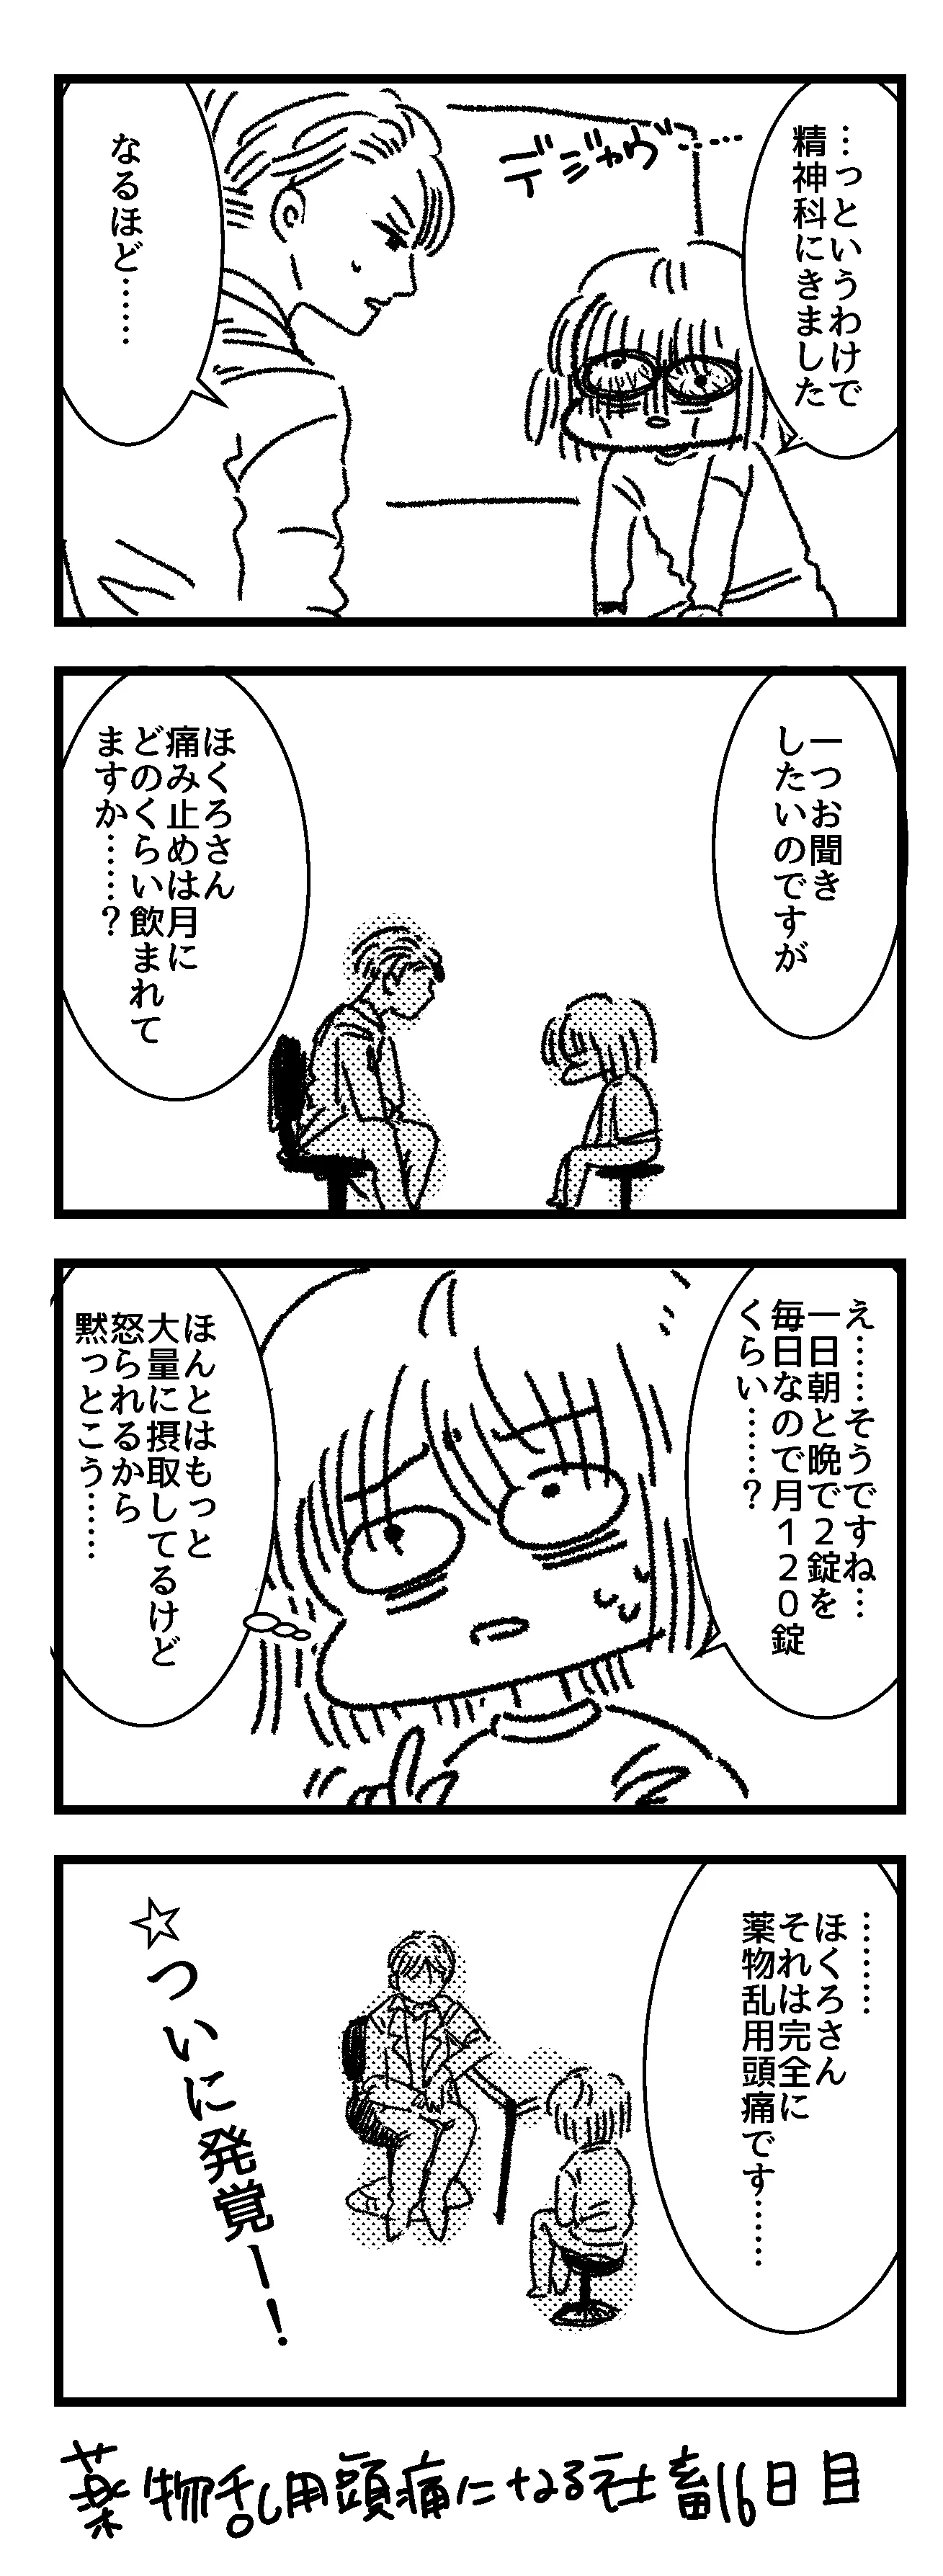 …っというわけで
精神科にきました
デジャヴ……
なるほど……
一つお聞き
したいのですが
ほくろさん
痛み止めは月に
どのくらい飲まれて
ますか……？
え……そうですね…
一日朝と晩で２錠を
毎日なので月１２０錠
くらい……？
ほんとはもっと
大量に摂取してるけど
怒られるから
黙っとこう……
………
ほくろさん
それは完全に
薬物乱用頭痛です……
☆ついに発覚ー！
薬物乱用頭痛になる社畜16日目